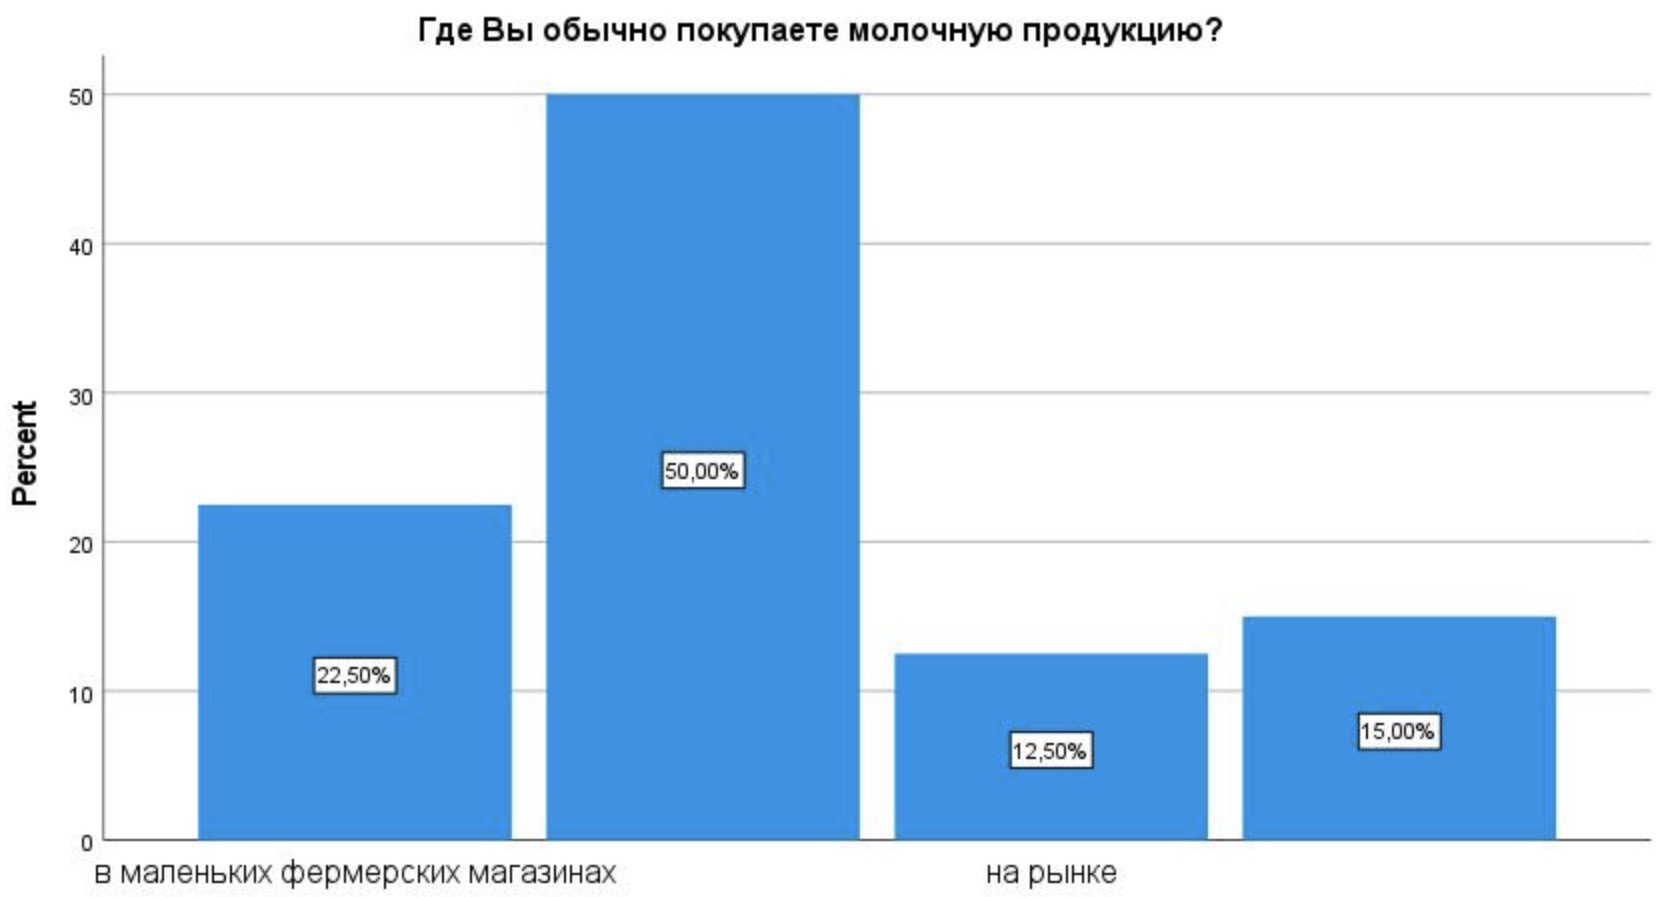 Где Вы обычно покупаете молочную продукцию?
Percent
50
40
30
20
10
0
22,50%
50,00%
12,50%
15,00%
в маленьких фермерских магазинах
на рынке